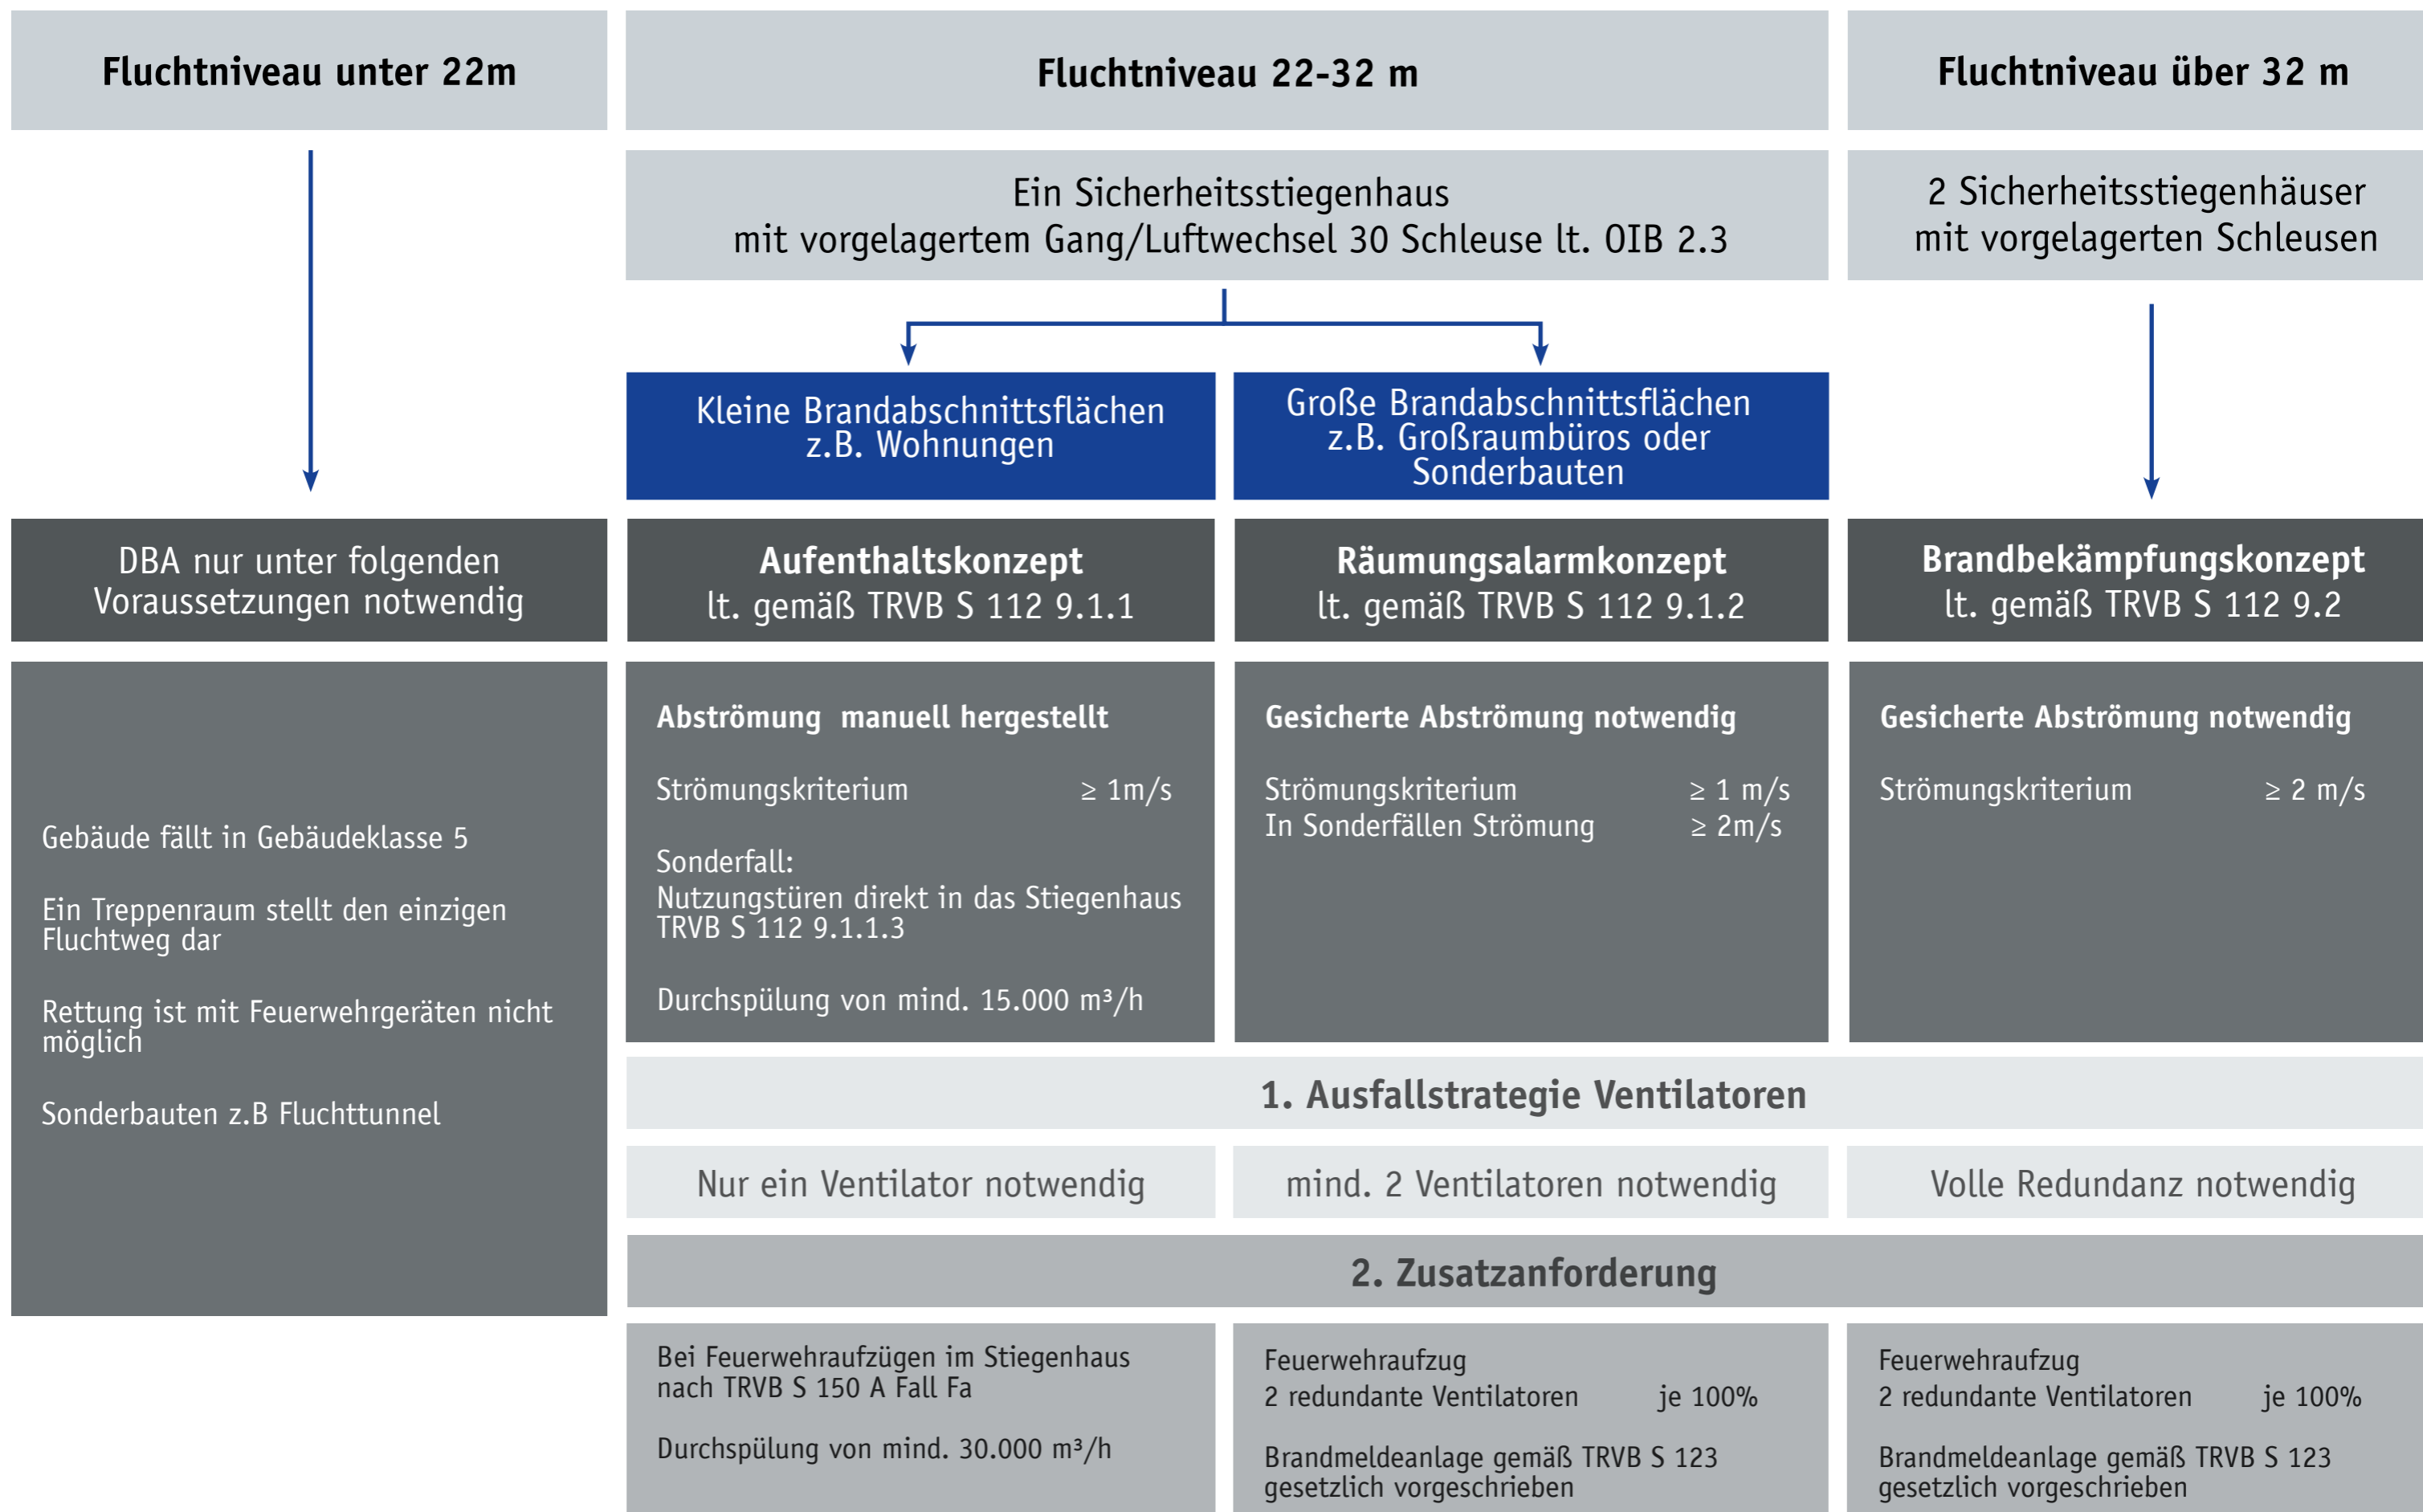 Fluchtniveau unter 22m
Fluchtniveau 22-32 m
Fluchtniveau über 32 m
Ein Sicherheitsstiegenhaus
mit vorgelagertem Gang/Luftwechsel 30 Schleuse lt. OIB 2.3
2 Sicherheitsstiegenhäuser
mit vorgelagerten Schleusen
Kleine Brandabschnittsflächen
z.B. Wohnungen
Große Brandabschnittsflächen
z.B. Großraumbüros oder
Sonderbauten
DBA nur unter folgenden
Voraussetzungen notwendig
Aufenthaltskonzept
lt. gemäß TRVB S 112 9.1.1
Räumungsalarmkonzept
lt. gemäß TRVB S 112 9.1.2
Brandbekämpfungskonzept
lt. gemäß TRVB S 112 9.2
Gebäude fällt in Gebäudeklasse 5
Ein Treppenraum stellt den einzigen
Fluchtweg dar
Rettung ist mit Feuerwehrgeräten nicht
möglich
Sonderbauten z.B Fluchttunnel
Abströmung  manuell hergestellt
Strömungskriterium ≥ 1m/s
Sonderfall:
Nutzungstüren direkt in das Stiegenhaus
TRVB S 112 9.1.1.3
Durchspülung von mind. 15.000 m³/h
Gesicherte Abströmung notwendig
Strömungskriterium ≥ 1 m/s
In Sonderfällen Strömung ≥ 2m/s
Gesicherte Abströmung notwendig
Strömungskriterium ≥ 2 m/s
1. Ausfallstrategie Ventilatoren
Nur ein Ventilator notwendig
mind. 2 Ventilatoren notwendig
Volle Redundanz notwendig
2. Zusatzanforderung
Bei Feuerwehraufzügen im Stiegenhaus
nach TRVB S 150 A Fall Fa
Durchspülung von mind. 30.000 m³/h
Feuerwehraufzug
2 redundante Ventilatoren je 100%
Brandmeldeanlage gemäß TRVB S 123
gesetzlich vorgeschrieben
Feuerwehraufzug
2 redundante Ventilatoren je 100%
Brandmeldeanlage gemäß TRVB S 123
gesetzlich vorgeschrieben